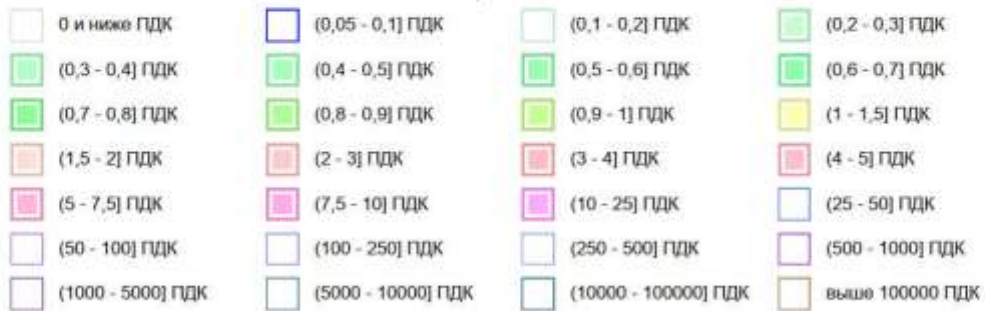 0 и ниже ПДК (0,05 - 0,1] ПДК (0,1 - 0,2] ПДК (0,2 - 0,3] ПДК
(0,3 - 0,4] ПДК (0,4 - 0,5] ПДК (0,5 - 0,6] ПДК (0,6 - 0,7] ПДК
(0,7 - 0,8] ПДК (0,8 - 0,9] ПДК (0,9 - 1] ПДК (1 - 1,5] ПДК
(1,5 - 2] ПДК (2 - 3] ПДК (3 - 4] ПДК (4 - 5] ПДК
(5 - 7,5] ПДК (7,5 - 10] ПДК (10 - 25] ПДК (25 - 50] ПДК
(50 - 100] ПДК (100 - 250] ПДК (250 - 500] ПДК (500 - 1000] ПДК
(1000 - 5000] ПДК (5000 - 10000] ПДК (10000 - 100000] ПДК выше 100000 ПДК